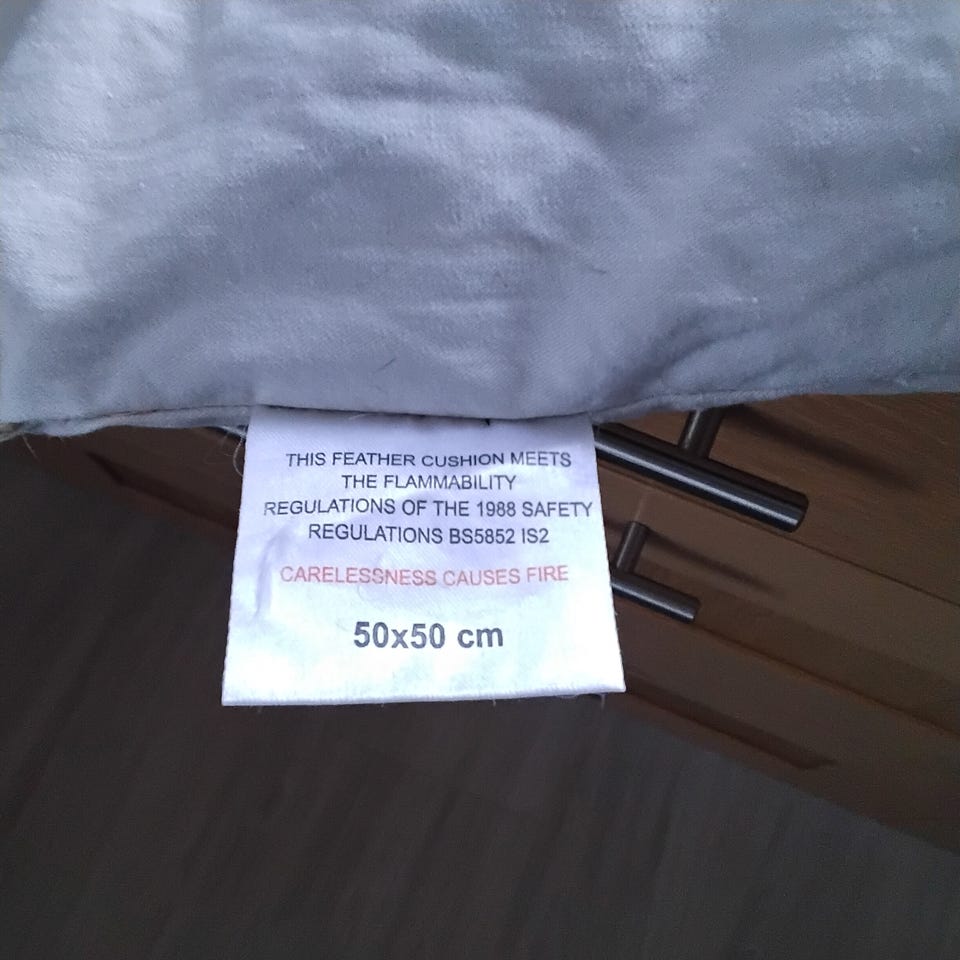 THIS FEATHER CUSHION MEETS
THE FLAMMABILITY
REGULATIONS OF THE 1988 SAFETY
REGULATIONS BS5852 IS2
CARELESSNESS CAUSES FIRE
50x50 cm